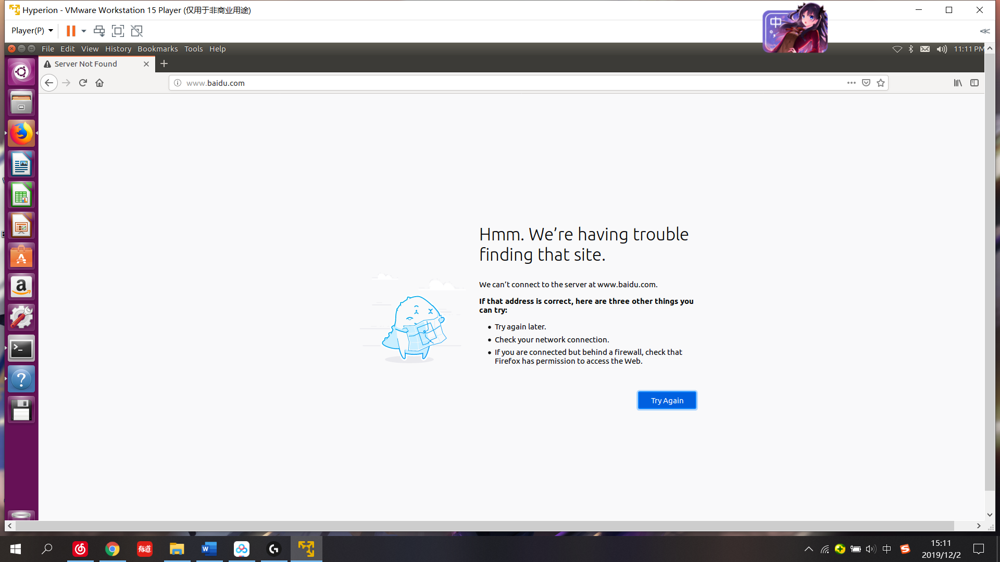 Hyperion - VMware Workstation 15 Player (仅用于非商业用途)
Player(P)
中
File Edit View History Bookmarks Tools Help
11:11 PM
Server Not Found
www.baidu.com
Hmm. We’re having trouble
finding that site.
We can’t connect to the server at www.baidu.com.
If that address is correct, here are three other things you
can try:
Try again later.
Check your network connection.
If you are connected but behind a firewall, check that
Firefox has permission to access the Web.
Try Again
有道
中
15:11
2019/12/2